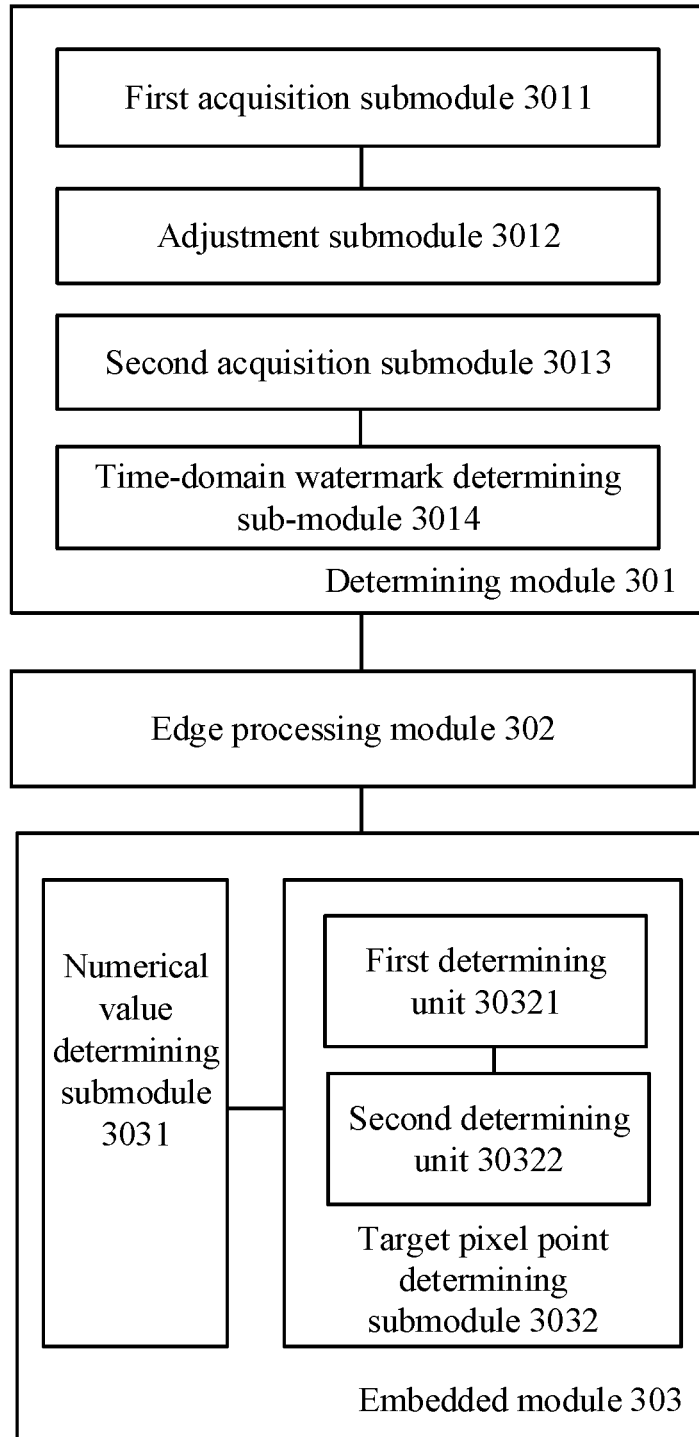 First acquisition submodule 3011
Adjustment submodule 3012
Second acquisition submodule 3013
Time-domain watermark determining
sub-module 3014
Determining module 301
Edge processing module 302
Numerical
value
determining
submodule
3031
First determining
unit 30321
Second determining
unit 30322
Target pixel point
determining
submodule 3032
Embedded module 303